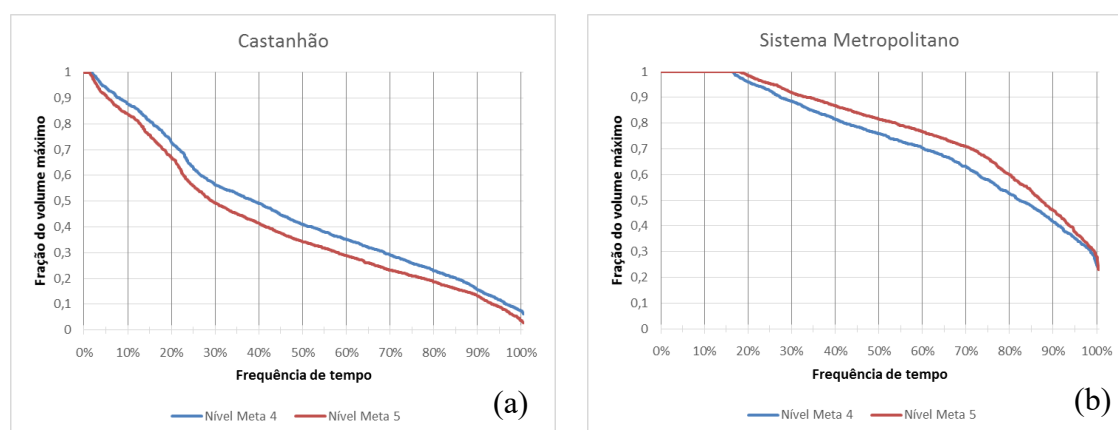 Castanhão
Fração do volume máximo
1
0,9
0,8
0,7
0,6
0,5
0,4
0,3
0,2
0,1
0
0% 10% 20% 30% 40% 50% 60% 70% 80% 90% 100%
Frequência de tempo
Nível Meta 4 Nível Meta 5
(a)
Sistema Metropolitano
Fração do volume máximo
1
0,9
0,8
0,7
0,6
0,5
0,4
0,3
0,2
0,1
0
0% 10% 20% 30% 40% 50% 60% 70% 80% 90% 100%
Frequência de tempo
Nível Meta 4 Nível Meta 5
(b)